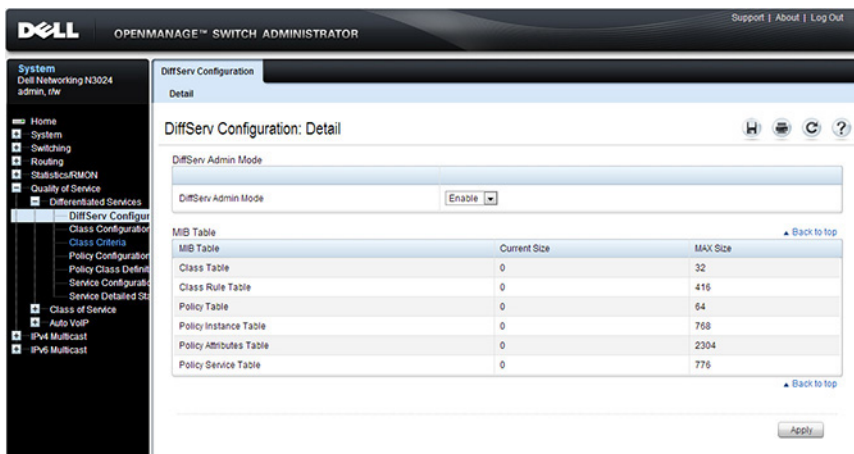 Support | About | Log Out
DELL OPENMANAGE™ SWITCH ADMINISTRATOR
System
Dell Networking N3024
admin, r/w
Home
System
Switching
Routing
Statistics/RMON
Quality of Service
Differentiated Services
DiffServ Configur
Class Configuration
Class Criteria
Policy Configuration
Policy Class Definit
Service Configuratic
Service Detailed Sta
Class of Service
Auto VoIP
IPv4 Multicast
IPv6 Multicast
DiffServ Configuration
Detail
DiffServ Configuration: Detail
DiffServ Admin Mode
DiffServ Admin Mode Enable
MIB Table
Back to top
MIB Table Current Size MAX Size
Class Table 0 32
Class Rule Table 0 416
Policy Table 0 64
Policy Instance Table 0 768
Policy Attributes Table 0 2304
Policy Service Table 0 776
Back to top
Apply